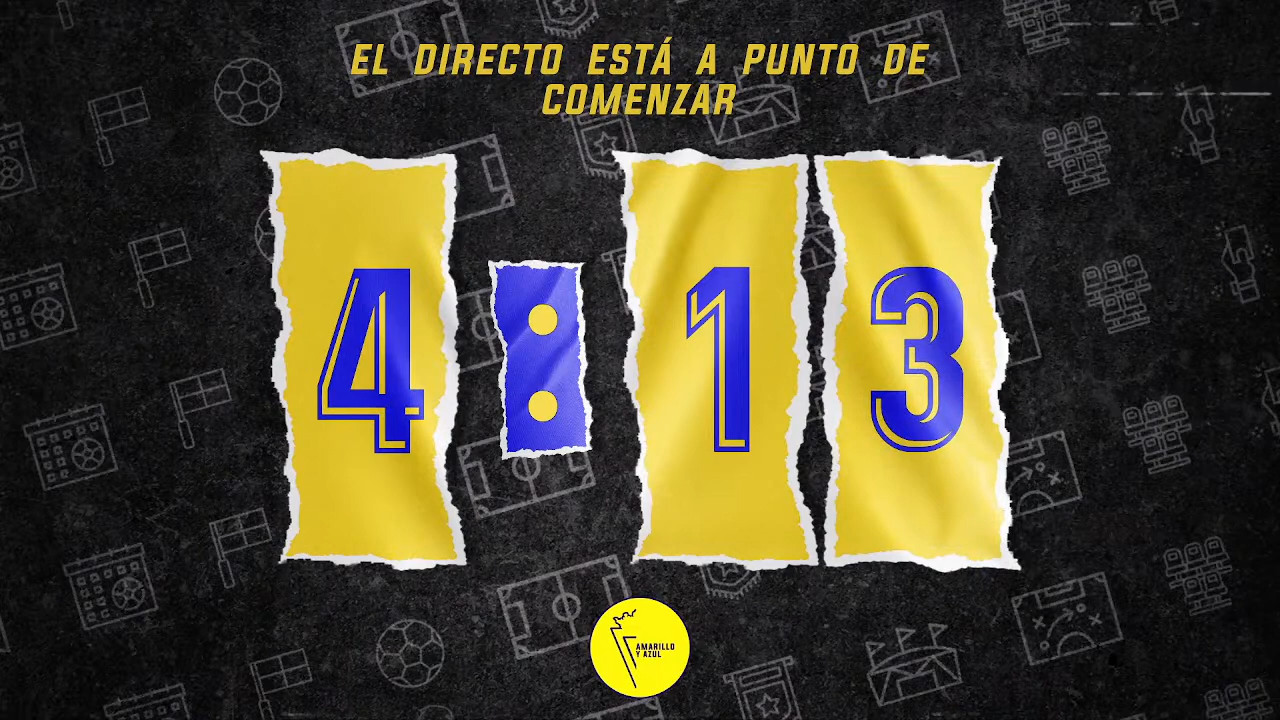 EL DIRECTO ESTÁ A PUNTO DE
COMENZAR
4:13
AMARILLO
Y AZUL